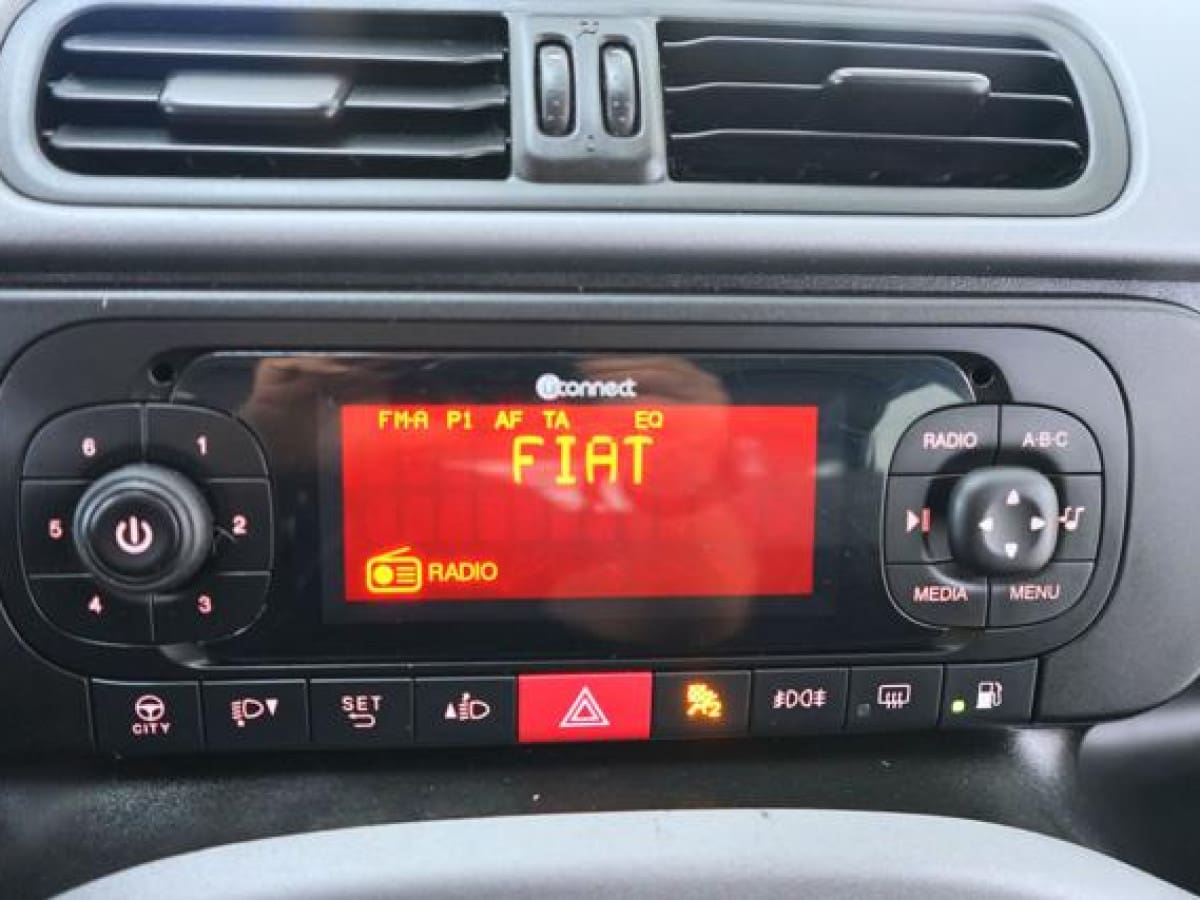 uconnect
FM-A P1 AF TA EQ
FIAT
RADIO
6 1
5 2
4 3
RADIO A·B·C
MEDIA MENU
CITY
SET
2